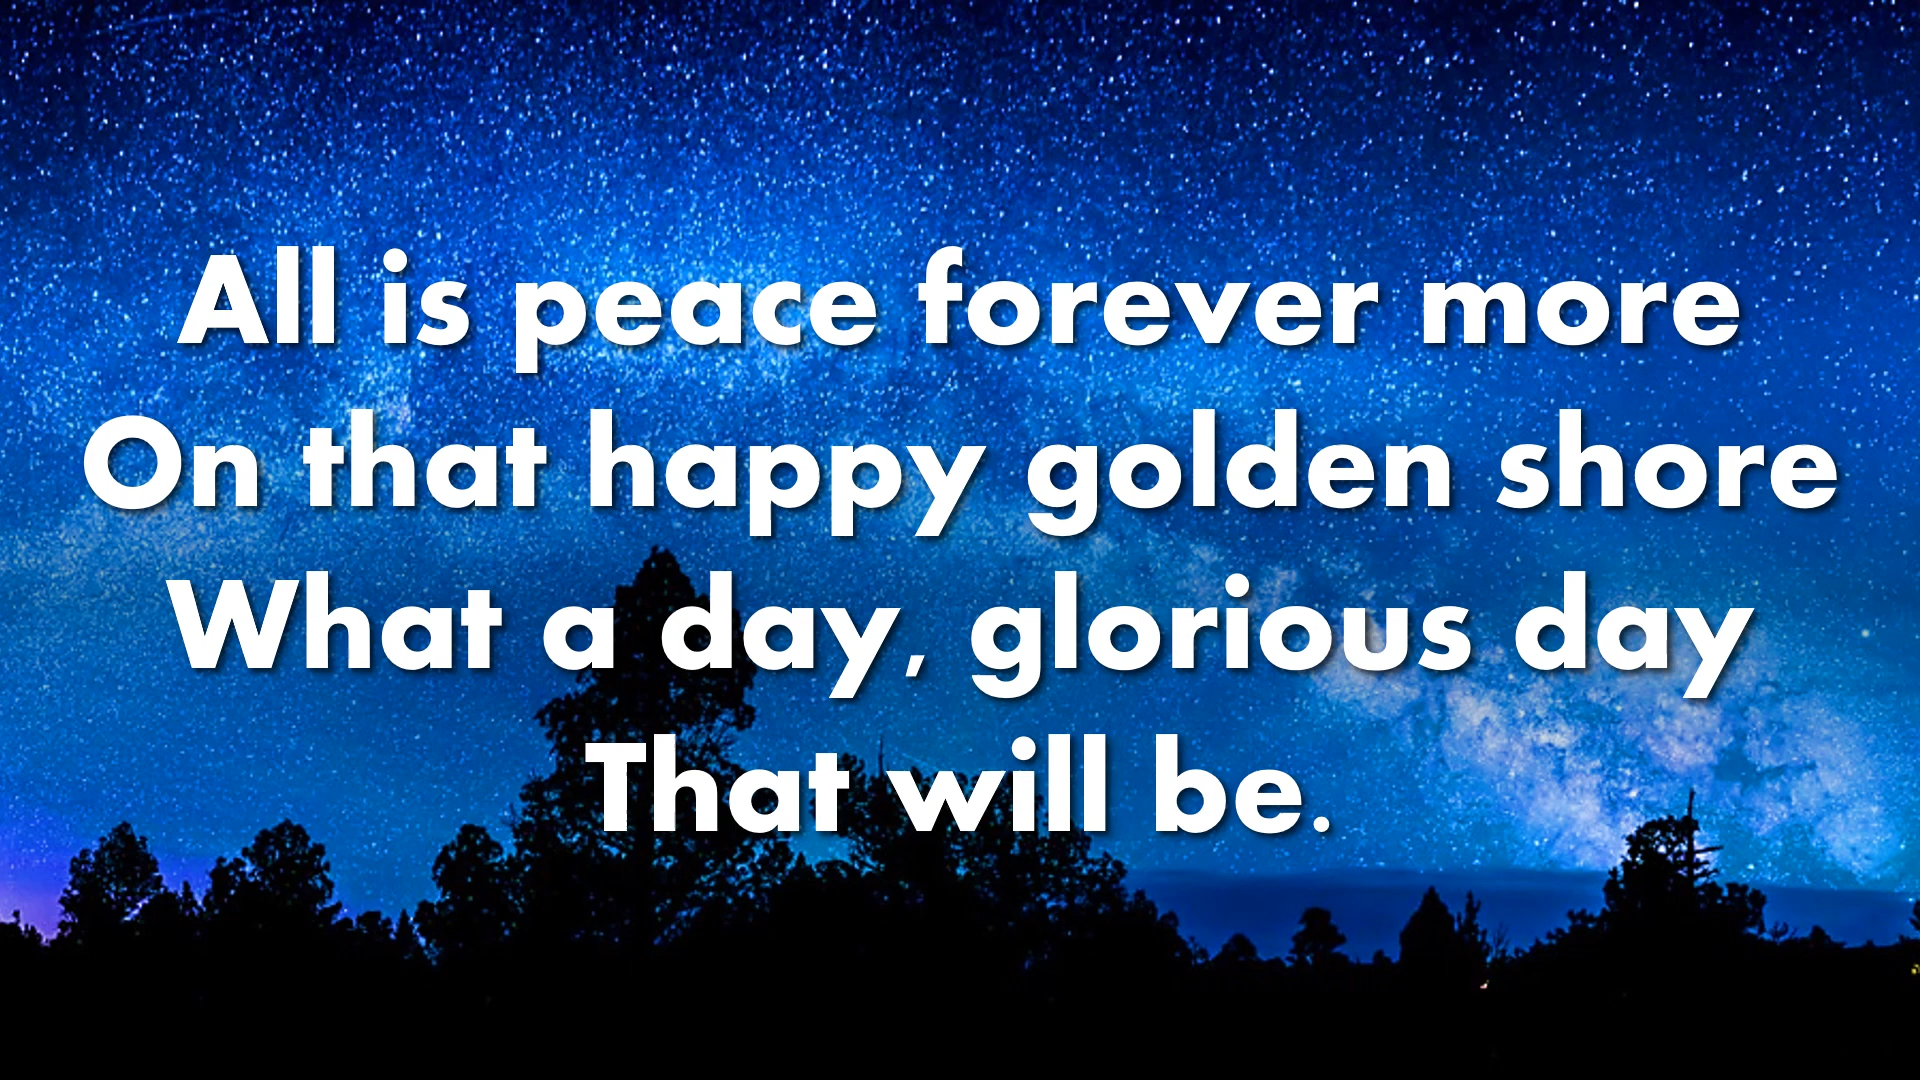 All is peace forever more
On that happy golden shore
What a day, glorious day
That will be.